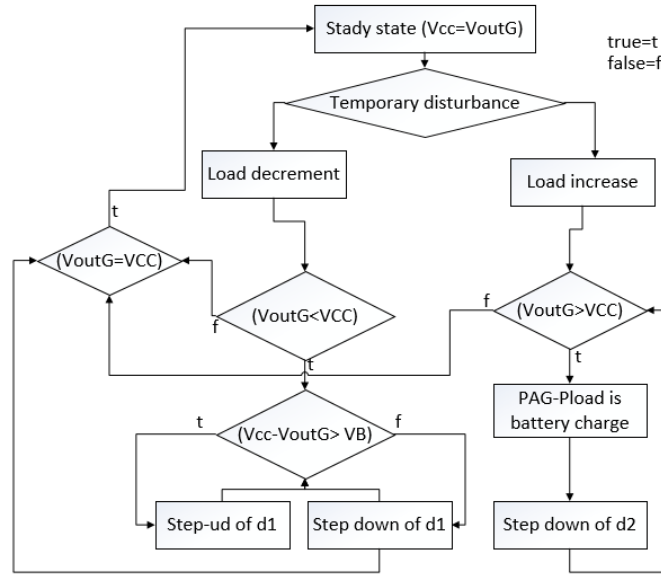 Stady state (Vcc=VoutG)
true=t
false=f
Temporary disturbance
Load decrement
Load increase
t
(VoutG=VCC)
(VoutG<VCC)
f
f
(VoutG>VCC)
t
t
PAG-Pload is
battery charge
t
(Vcc-VoutG> VB)
f
Step-ud of d1
Step down of d1
Step down of d2